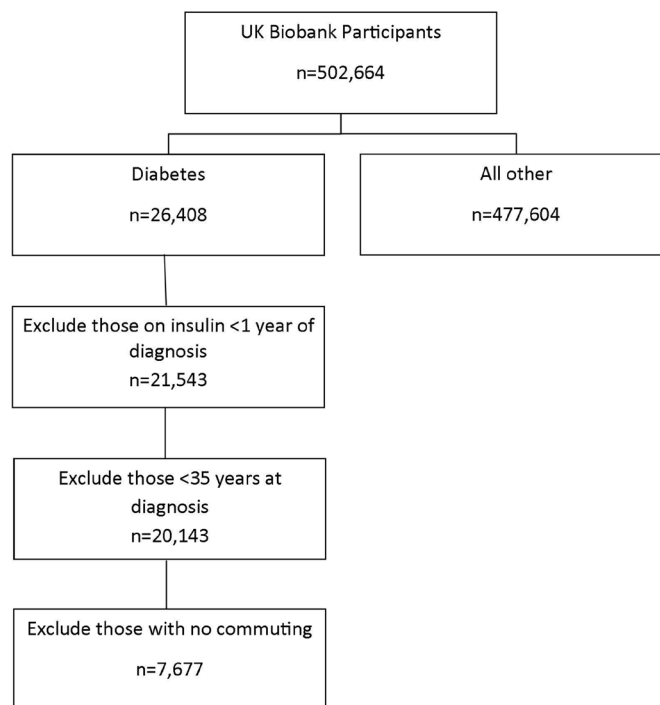 UK Biobank Participants
n=502,664
Diabetes
n=26,408
All other
n=477,604
Exclude those on insulin <1 year of
diagnosis
n=21,543
Exclude those <35 years at
diagnosis
n=20,143
Exclude those with no commuting
n=7,677